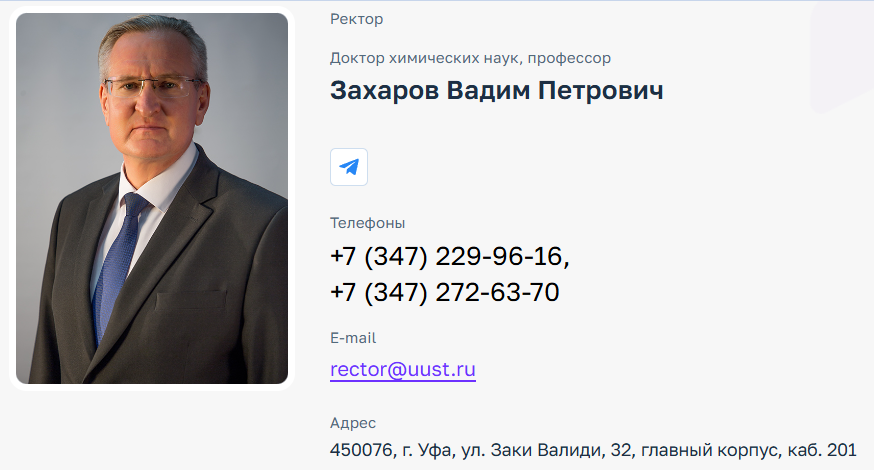 Ректор
Доктор химических наук, профессор
Захаров Вадим Петрович
Телефоны
+7 (347) 229-96-16,
+7 (347) 272-63-70
E-mail
rector@uust.ru
Адрес
450076, г. Уфа, ул. Заки Валиди, 32, главный корпус, каб. 201